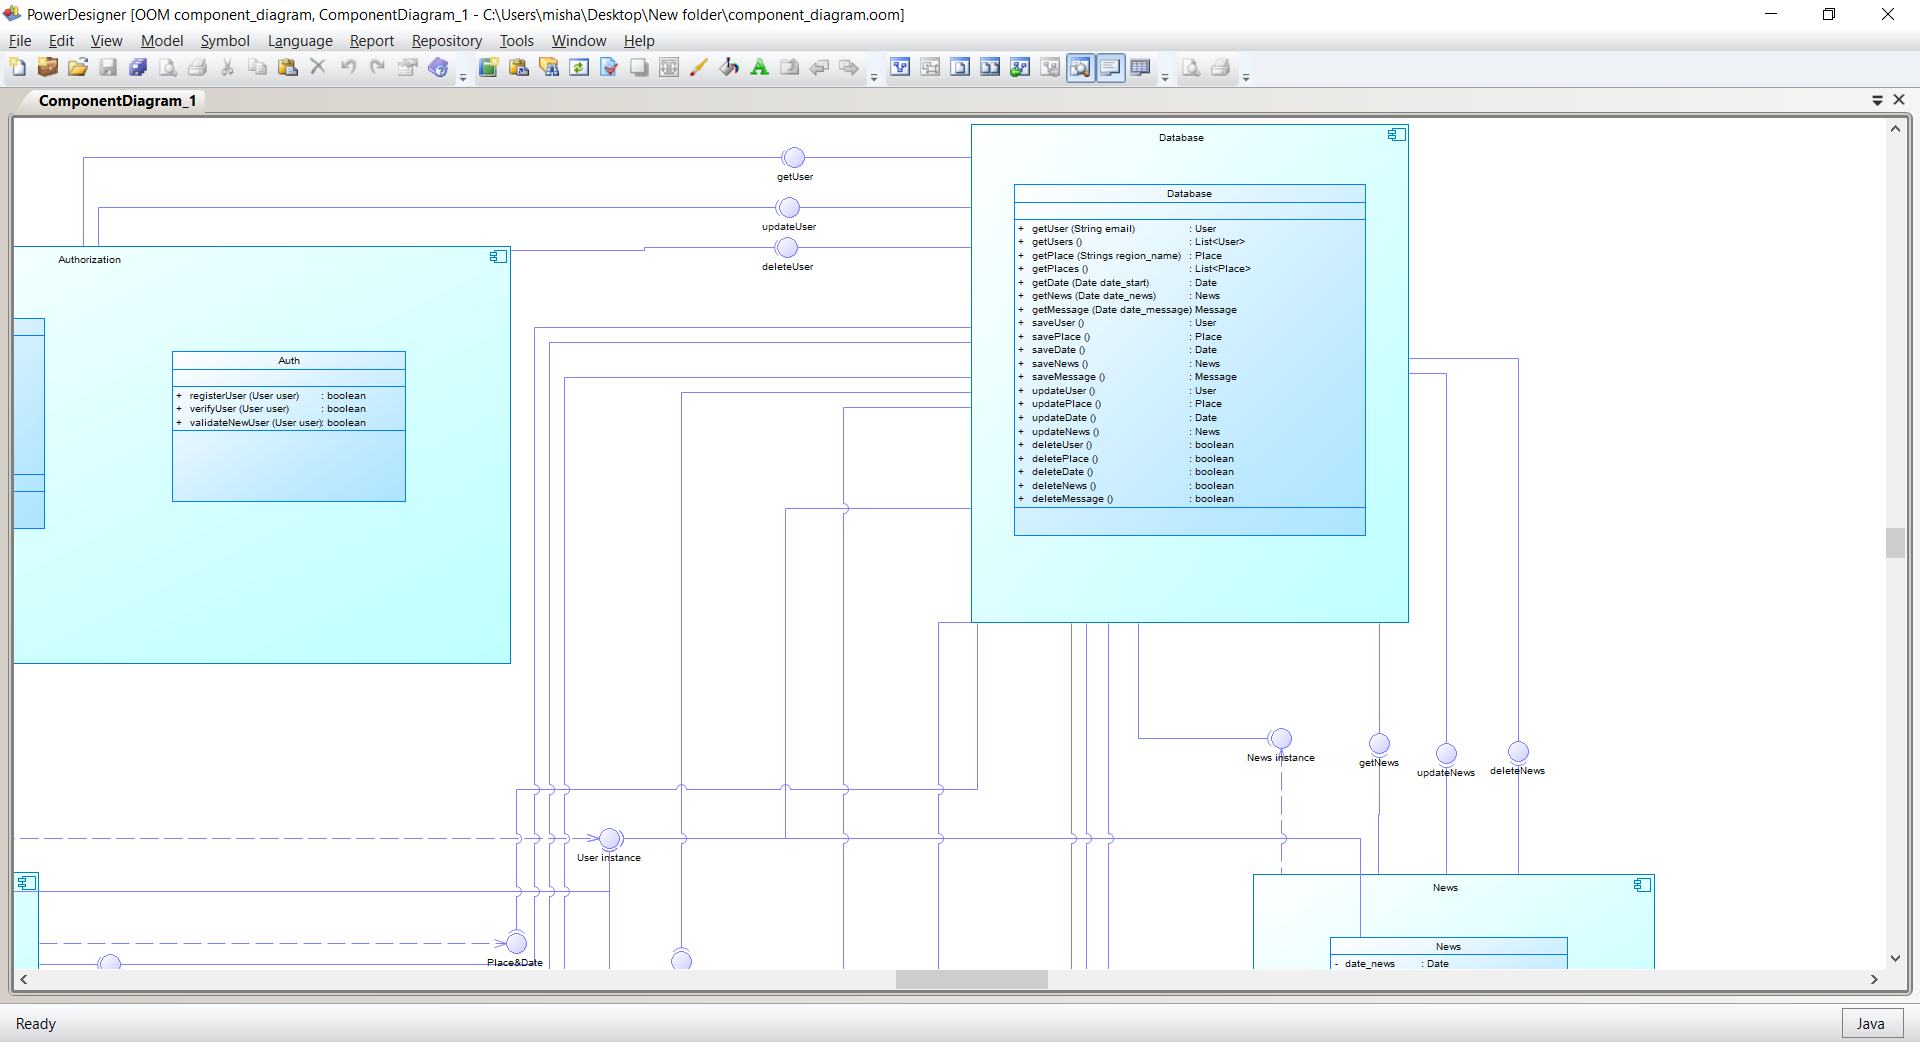 PowerDesigner [OOM component_diagram, ComponentDiagram_1 - C:\Users\misha\Desktop\New folder\component_diagram.oom]
File Edit View Model Symbol Language Report Repository Tools Window Help
ComponentDiagram_1
Database
getUser
Database
updateUser
getUser (String email) : User
+ getUsers () : List<User>
+ getPlace (Strings region_name) : Place
+ getPlaces () : List<Place>
+ getDate (Date date_start) : Date
+ getNews (Date date_news) : News
+ getMessage (Date date_message) Message
+ saveUser () : User
+ savePlace () : Place
+ saveDate () : Date
+ saveNews () : News
+ saveMessage () : Message
+ updateUser () : User
+ updatePlace () : Place
+ updateDate () : Date
+ updateNews () : News
+ deleteUser () : boolean
+ deletePlace () : boolean
+ deleteDate () : boolean
+ deleteNews () : boolean
+ deleteMessage () : boolean
deleteUser
Authorization
Auth
+ registerUser (User user) : boolean
+ verifyUser (User user) : boolean
+ validateNewUser (User user): boolean
News instance
getNews
updateNews
deleteNews
User instance
News
News
- date_news : Date
Place&Date
Ready
Java